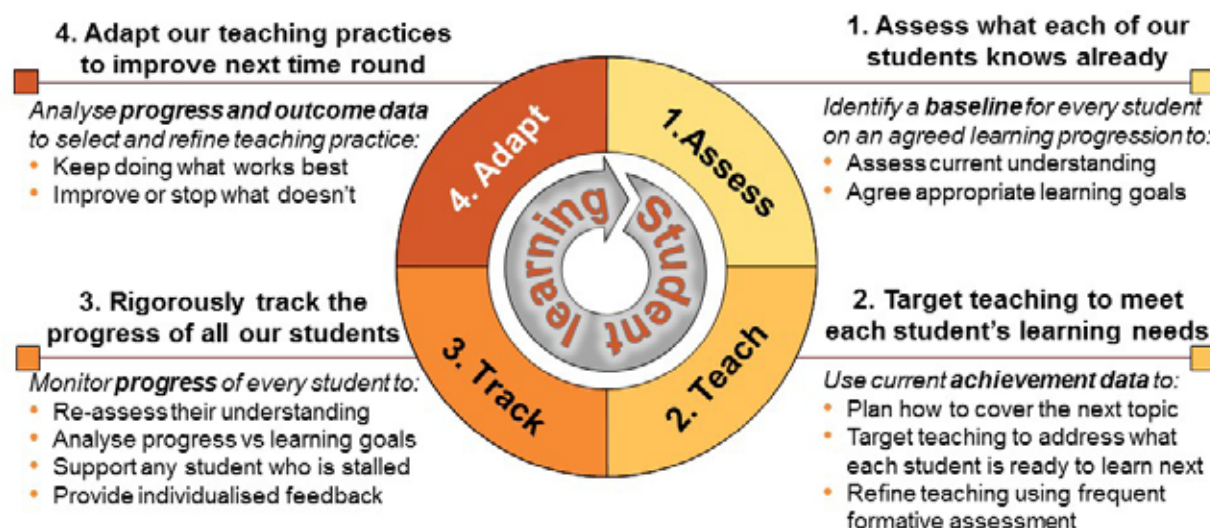 4. Adapt our teaching practices
to improve next time round
Analyse progress and outcome data
to select and refine teaching practice:
• Keep doing what works best
• Improve or stop what doesn't
1. Assess what each of our
students knows already
Identify a baseline for every student
on an agreed learning progression to:
• Assess current understanding
• Agree appropriate learning goals
4. Adapt
1. Assess
Student learning
3. Track
2. Teach
3. Rigorously track the
progress of all our students
Monitor progress of every student to:
• Re-assess their understanding
• Analyse progress vs learning goals
• Support any student who is stalled
• Provide individualised feedback
2. Target teaching to meet
each student's learning needs
Use current achievement data to:
• Plan how to cover the next topic
• Target teaching to address what
each student is ready to learn next
• Refine teaching using frequent
formative assessment